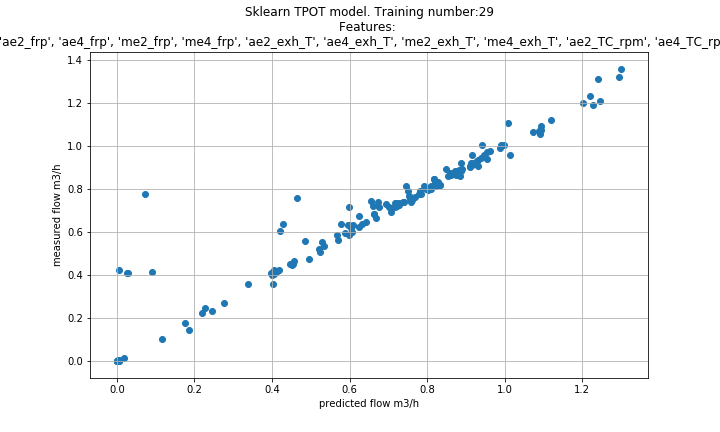 Sklearn TPOT model. Training number:29
Features:
'ae2_frp', 'ae4_frp', 'me2_frp', 'me4_frp', 'ae2_exh_T', 'ae4_exh_T', 'me2_exh_T', 'me4_exh_T', 'ae2_TC_rpm', 'ae4_TC_rp
1.4
1.2
1.0
0.8
0.6
0.4
0.2
0.0
measured flow m3/h
0.0 0.2 0.4 0.6 0.8 1.0 1.2
predicted flow m3/h